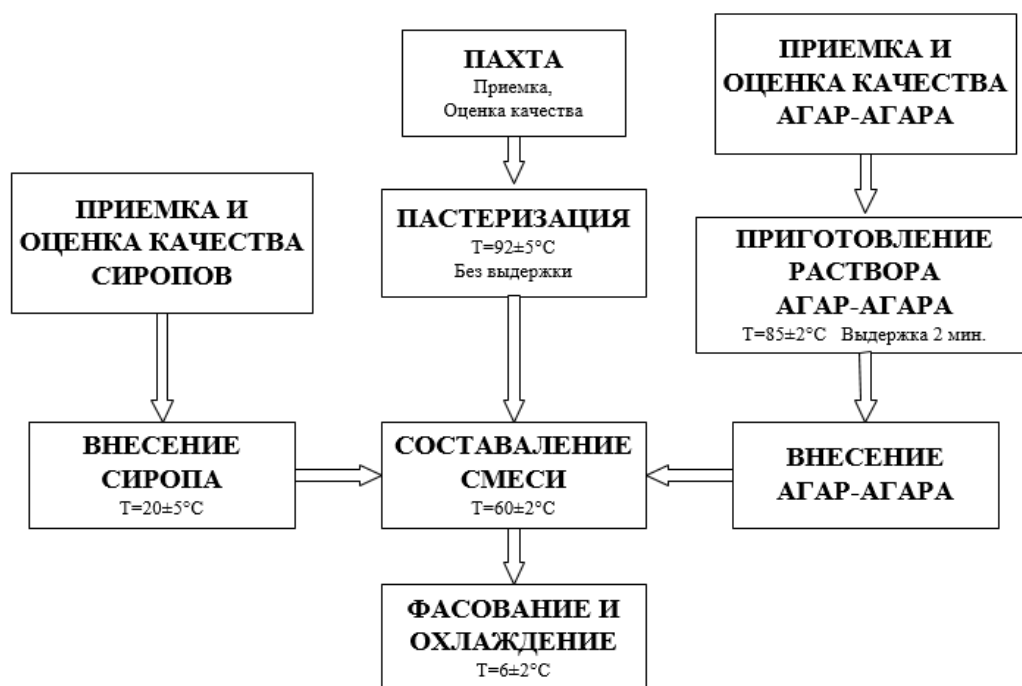 ПАХТА
Приемка,
Оценка качества
ПРИЕМКА И
ОЦЕНКА КАЧЕСТВА
АГАР-АГАРА
ПРИЕМКА И
ОЦЕНКА КАЧЕСТВА
СИРОПОВ
ПАСТЕРИЗАЦИЯ
Т=92±5°С
Без выдержки
ПРИГОТОВЛЕНИЕ
РАСТВОРА
АГАР-АГАРА
Т=85±2°С Выдержка 2 мин.
ВНЕСЕНИЕ
СИРОПА
Т=20±5°С
СОСТАВАЛЕНИЕ
СМЕСИ
Т=60±2°С
ВНЕСЕНИЕ
АГАР-АГАРА
ФАСОВАНИЕ И
ОХЛАЖДЕНИЕ
Т=6±2°С